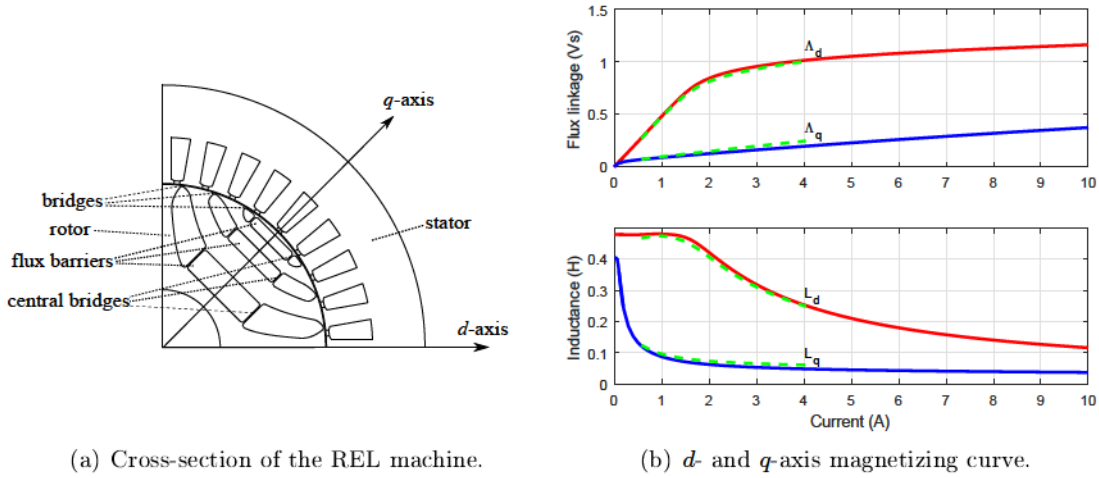 q-axis
bridges
rotor
flux barriers
central bridges
stator
d-axis
(a) Cross-section of the REL machine.
Flux linkage (Vs)
1.5
1
0.5
0
Λd
Λq
0 1 2 3 4 5 6 7 8 9 10
Inductance (H)
0.4
0.3
0.2
0.1
0
Ld
Lq
0 1 2 3 4 5 6 7 8 9 10
Current (A)
(b) d- and q-axis magnetizing curve.